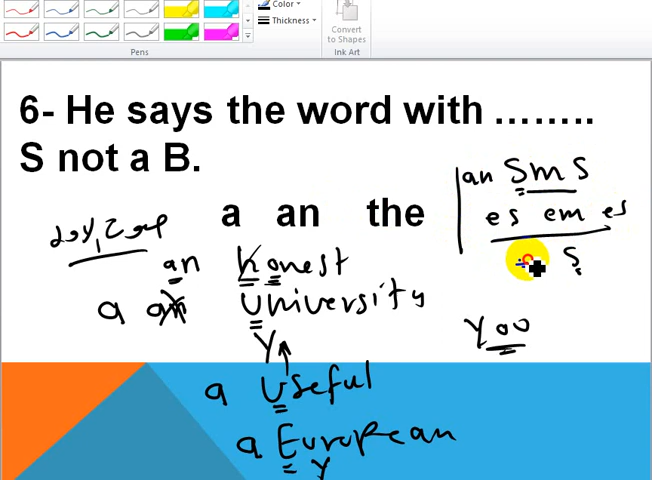 Color
Thickness
Convert to Shapes
Pens
Ink Art
6- He says the word with ........
S not a B.
a an the
an SmS
es em es
S
an honest
a an University
Y
yoo
a Useful
a European
Y